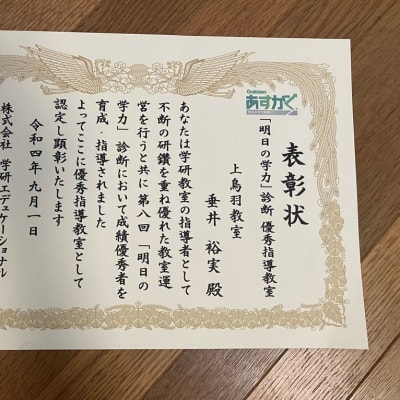 Gakken
あすがく
表彰状
「明日の学力」診断 優秀指導教室
上鳥羽教室
垂井 裕実 殿
あなたは学研教室の指導者として
不断の研鑽を重ね優れた教室運
営を行うと共に第八回「明日の
学力」診断において成績優秀者を
育成・指導されました
よってここに優秀指導教室として
認定し顕彰いたします
令和四年九月一日
株式会社 学研エデュケーショナル